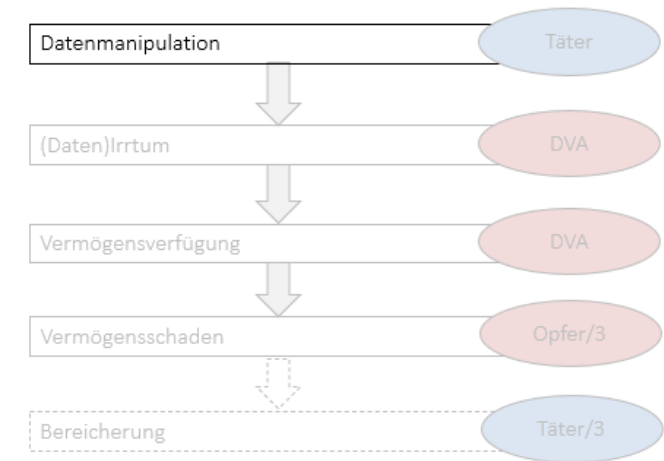 Datenmanipulation
Täter
(Daten)Irrtum
DVA
Vermögensverfügung
DVA
Vermögensschaden
Opfer/3
Bereicherung
Täter/3